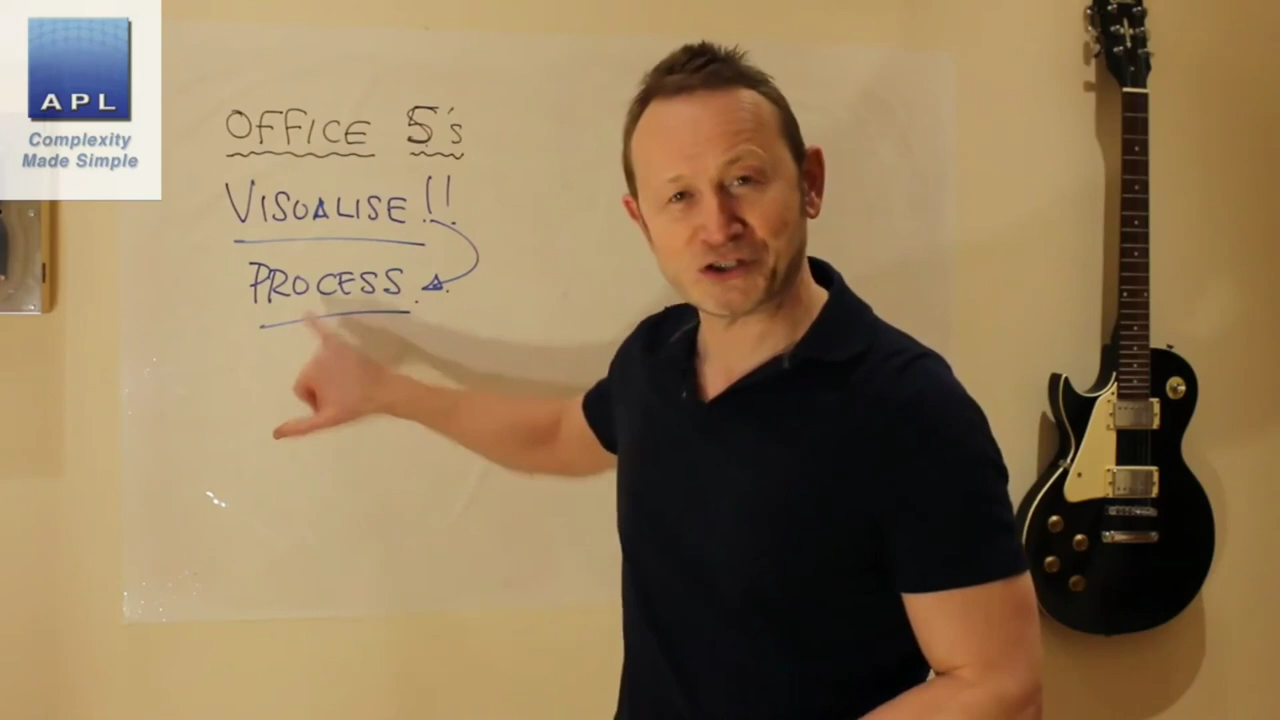 APL
Complexity
Made Simple
OFFICE 5's
VISUALISE!!
PROCESS